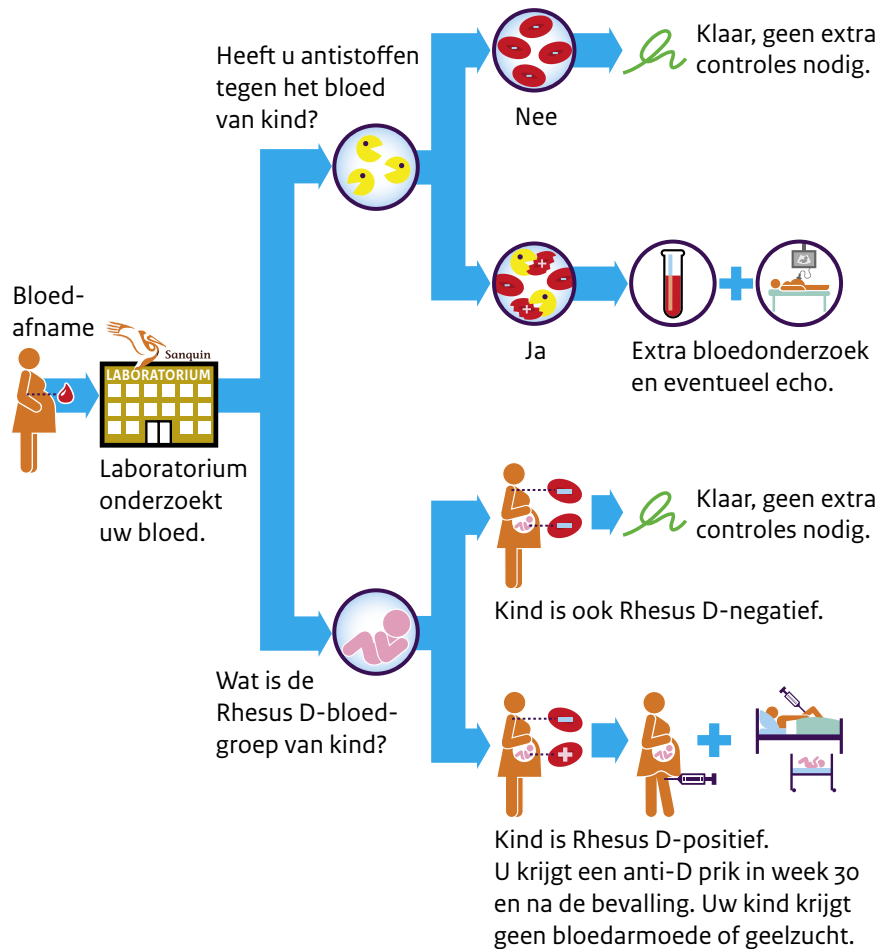 Bloed-
afname
Sanquin
LABORATORIUM
Laboratorium
onderzoekt
uw bloed.
Heeft u antistoffen
tegen het bloed
van kind?
Nee
Klaar, geen extra
controles nodig.
Ja
Extra bloedonderzoek
en eventueel echo.
Wat is de
Rhesus D-bloed-
groep van kind?
Klaar, geen extra
controles nodig.
Kind is ook Rhesus D-negatief.
Kind is Rhesus D-positief.
U krijgt een anti-D prik in week 30
en na de bevalling. Uw kind krijgt
geen bloedarmoede of geelzucht.